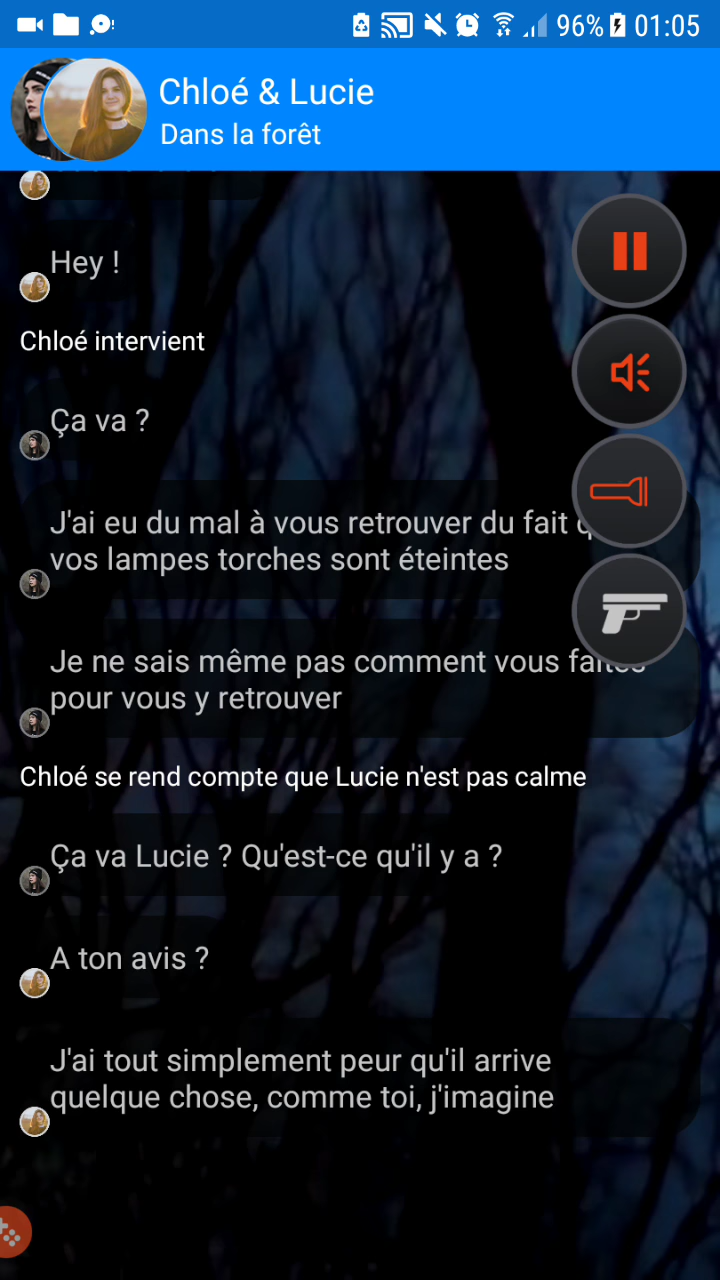 96% 01:05
Chloé & Lucie
Dans la forêt
Hey !
Chloé intervient
Ça va ?
J'ai eu du mal à vous retrouver du fait
vos lampes torches sont éteintes
Je ne sais même pas comment vous faites
pour vous y retrouver
Chloé se rend compte que Lucie n'est pas calme
Ça va Lucie ? Qu'est-ce qu'il y a ?
A ton avis ?
J'ai tout simplement peur qu'il arrive
quelque chose, comme toi, j'imagine